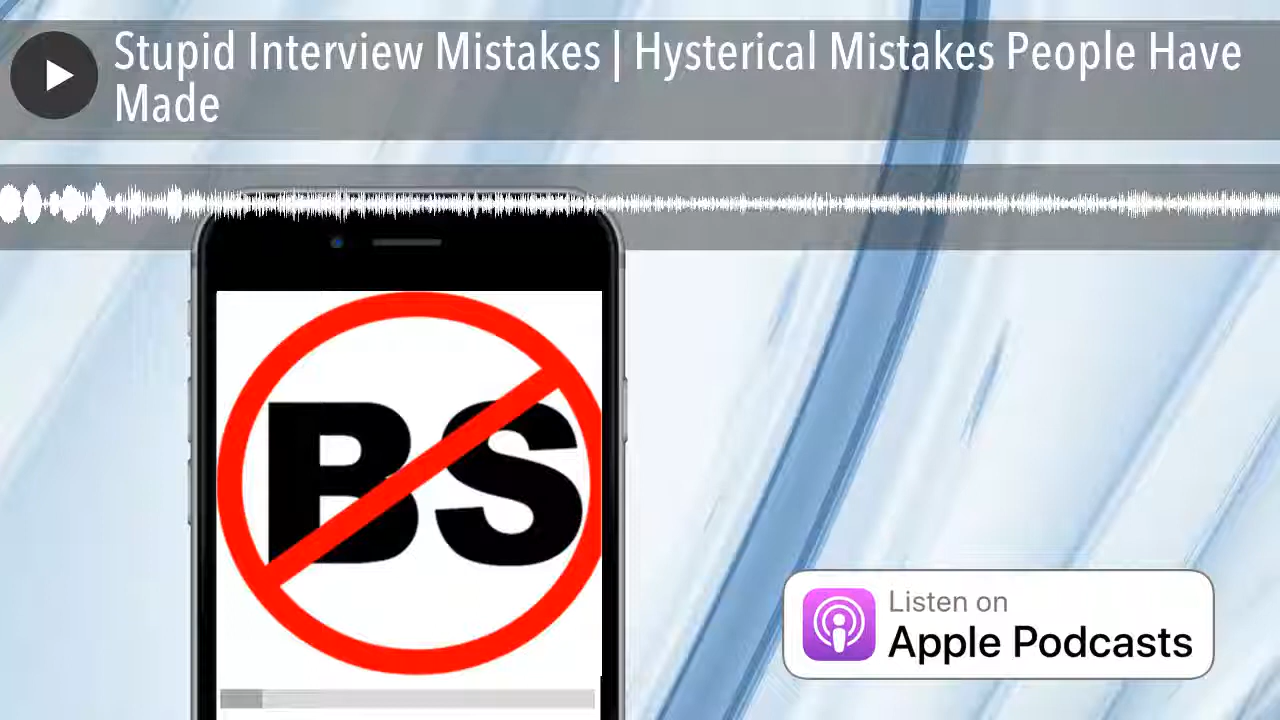 Stupid Interview Mistakes | Hysterical Mistakes People Have
Made
BS
Listen on
Apple Podcasts